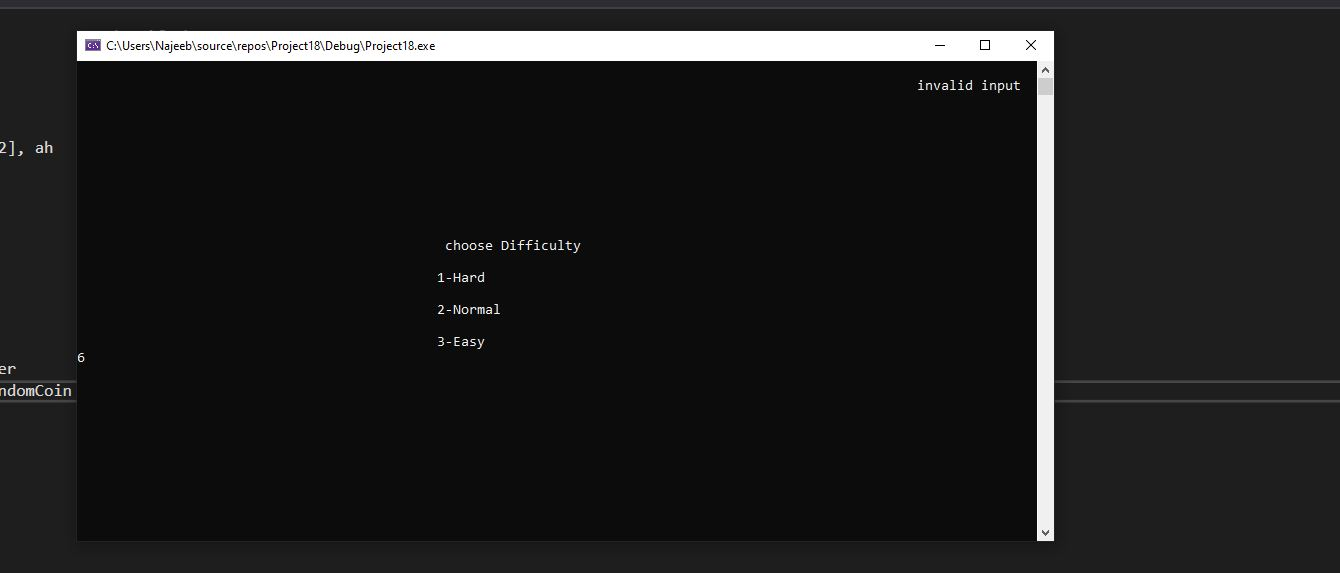 C:\Users\Najeeb\source\repos\Project18\Debug\Project18.exe
invalid input
2], ah
choose Difficulty
1-Hard
2-Normal
3-Easy
6
er
ndomCoin